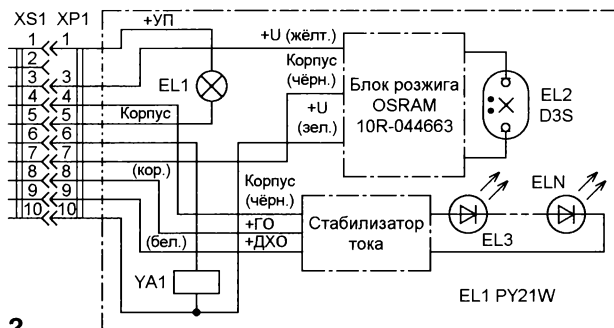 XS1 XP1
+УП
+U (жёлт.)
Корпус
(чёрн.)
+U
(зел.)
EL1
Блок розжига
OSRAM
10R-044663
EL2
D3S
1 1
2
3 3
4 4
5 5
6 6
7 7
8 8
9 9
10 10
Корпус
(кор.)
(бел.)
Корпус
(чёрн.)
+ГО
+ДХО
Стабилизатор
тока
ELN
EL3
YA1
EL1 PY21W